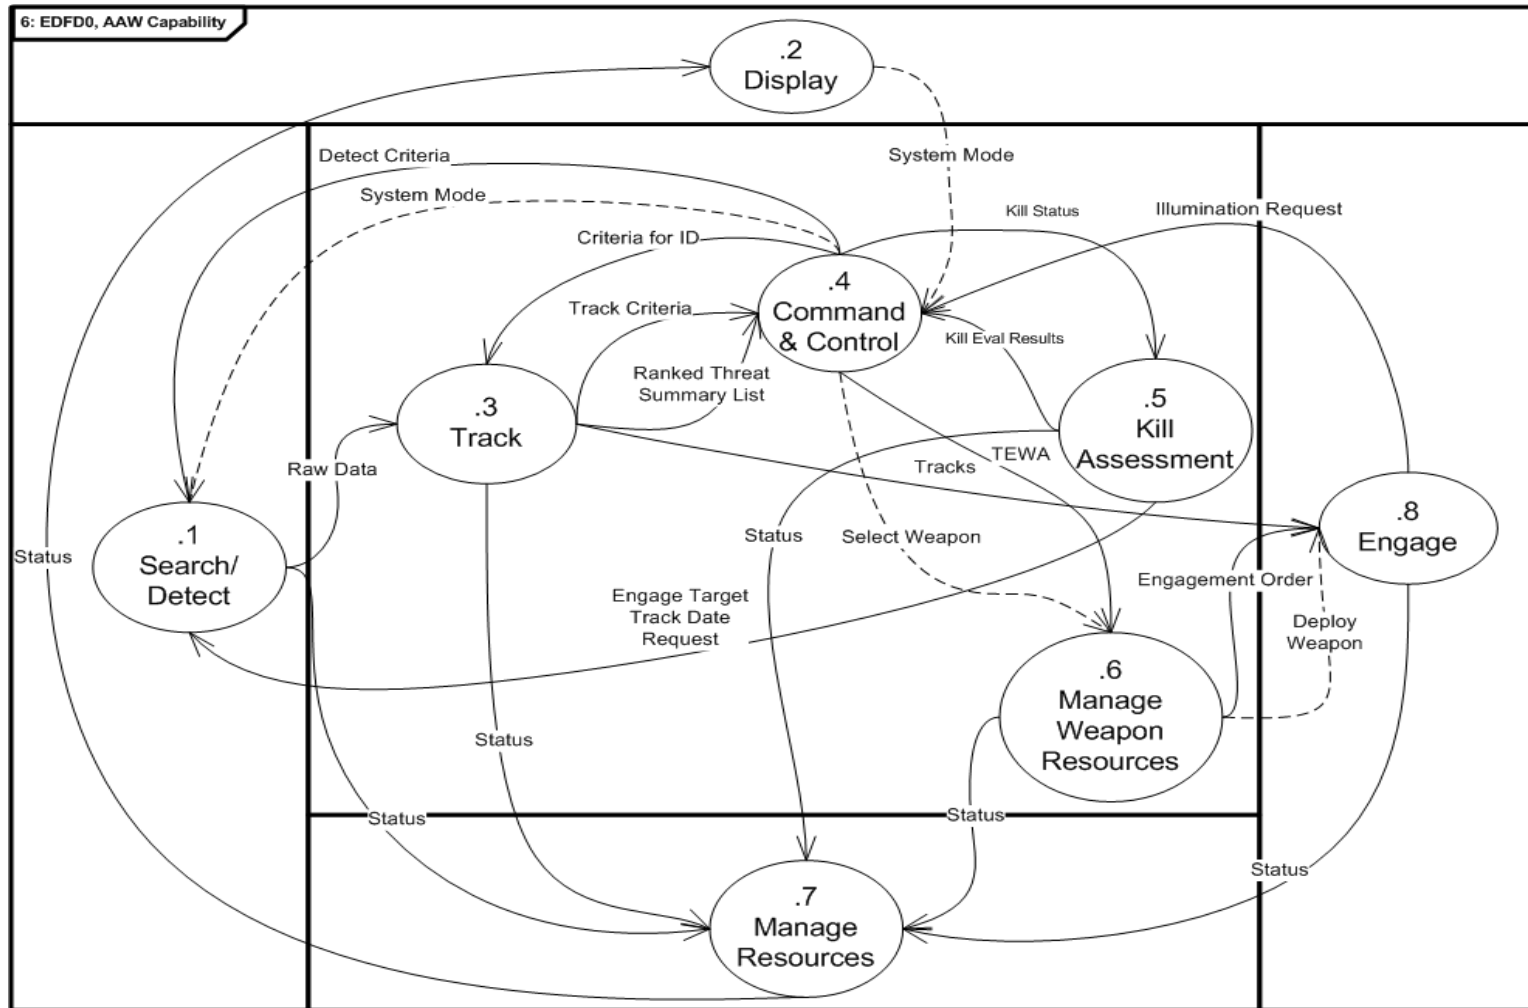 6: EDFD0, AAW Capability
.2
Display
Detect Criteria
System Mode
System Mode
Kill Status
Illumination Request
Criteria for ID
.4
Command
& Control
Track Criteria
Kill Eval Results
Ranked Threat
Summary List
.3
Track
.5
Kill
Assessment
Raw Data
Tracks
TEWA
.1
Search/
Detect
.8
Engage
Status
Status
Select Weapon
Engagement Order
Engage Target
Track Date
Request
Deploy
Weapon
.6
Manage
Weapon
Resources
Status
Status
Status
Status
.7
Manage
Resources